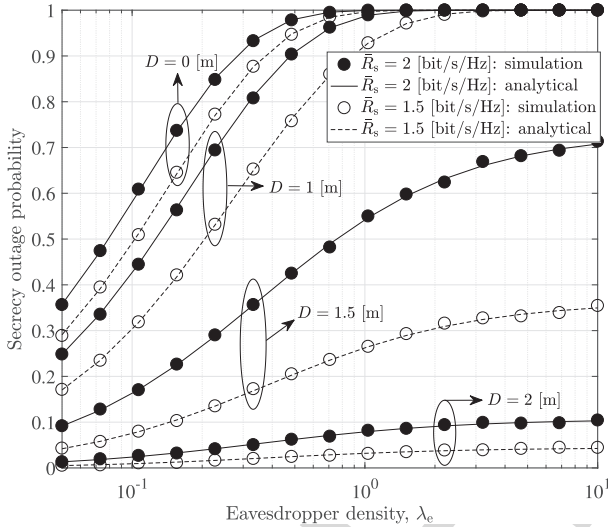 Secrecy outage probability
1
0.9
0.8
0.7
0.6
0.5
0.4
0.3
0.2
0.1
0
D = 0 [m]
R̄s = 2 [bit/s/Hz]: simulation
R̄s = 2 [bit/s/Hz]: analytical
R̄s = 1.5 [bit/s/Hz]: simulation
R̄s = 1.5 [bit/s/Hz]: analytical
D = 1 [m]
D = 1.5 [m]
D = 2 [m]
10⁻¹
10⁰
10¹
Eavesdropper density, λe